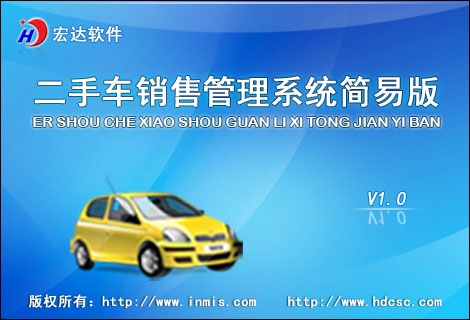 宏达软件
二手车销售管理系统简易版
ER SHOU CHE XIAO SHOU GUAN LI XI TONG JIAN YI BAN
V1.0
版权所有：http://www.inmis.com http://www.hdcsc.com